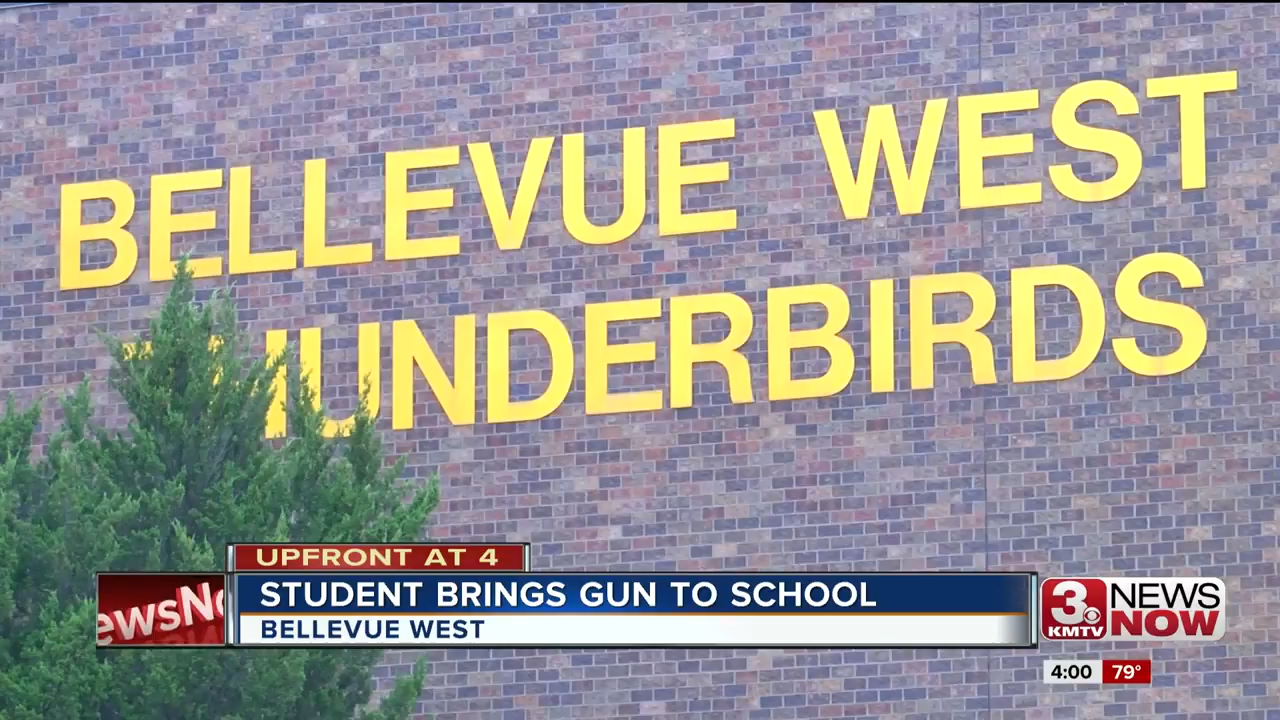 BELLEVUE WEST
THUNDERBIRDS
UPFRONT AT 4
STUDENT BRINGS GUN TO SCHOOL
BELLEVUE WEST
3 KMTV
NEWS NOW
4:00 79°